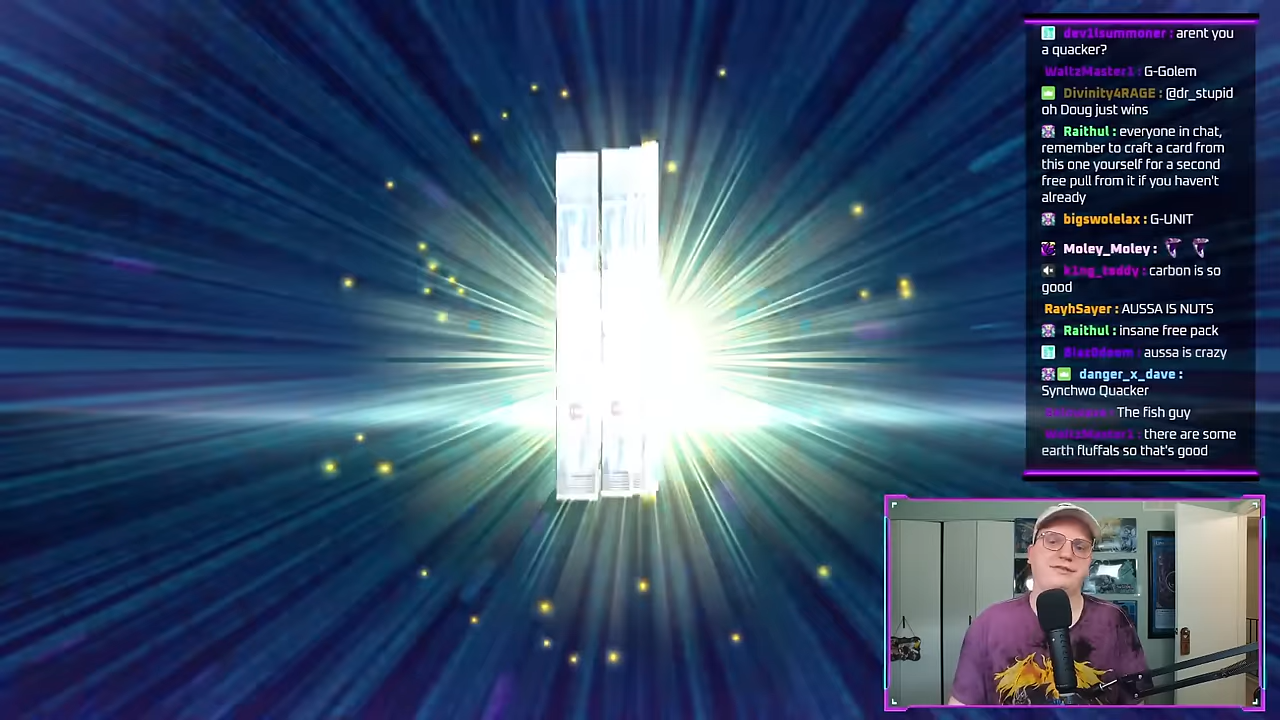 dev1lsummoner : arent you
a quacker?
WaltzMaster1 : G-Golem
Divinity4RAGE : @dr_stupid
oh Doug just wins
Raithul : everyone in chat,
remember to craft a card from
this one yourself for a second
free pull from it if you haven't
already
bigswolelax : G-UNIT
Moley_Moley :
k1ng_teddy : carbon is so
good
RayhSayer : AUSSA IS NUTS
Raithul : insane free pack
: aussa is crazy
danger_x_dave :
Synchwo Quacker
: The fish guy
WaltzMaster1 : there are some
earth fluffals so that's good